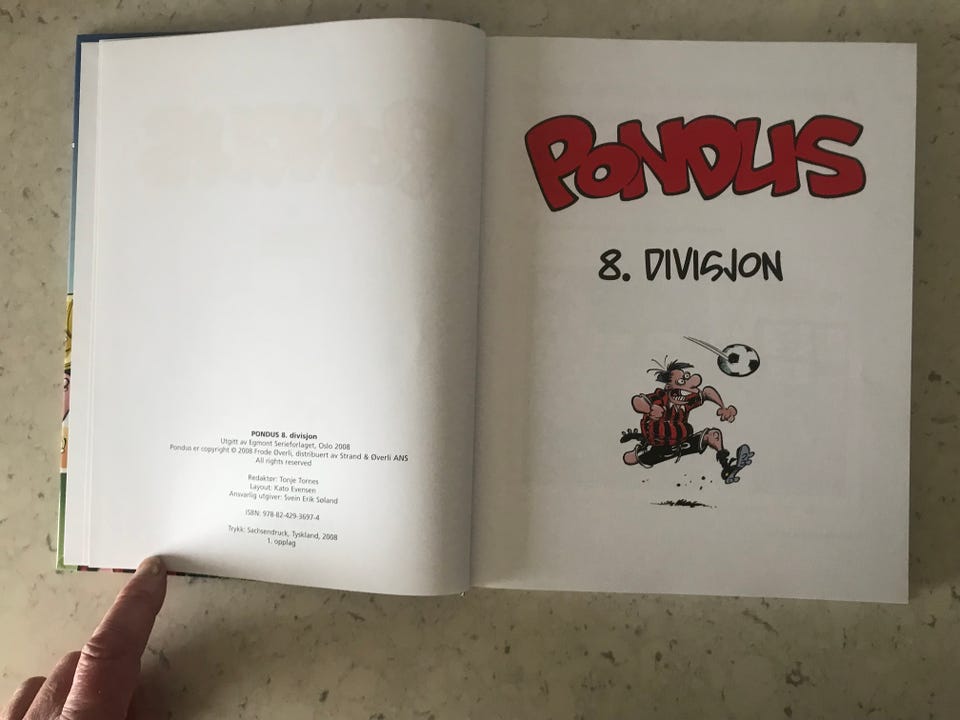 PONDUS 8. divisjon
Utgitt av Egmont Serieforlaget, Oslo 2008
Pondus er copyright © 2008 Frode Øverli, distribuert av Strand & Øverli ANS
All rights reserved
Redaktør: Tonje Tornes
Layout: Kato Evensen
Ansvarlig utgiver: Svein Erik Søland
ISBN: 978-82-429-3697-4
Trykk: Sachsendruck, Tyskland, 2008
1. opplag
PONDUS
8. DIVISJON